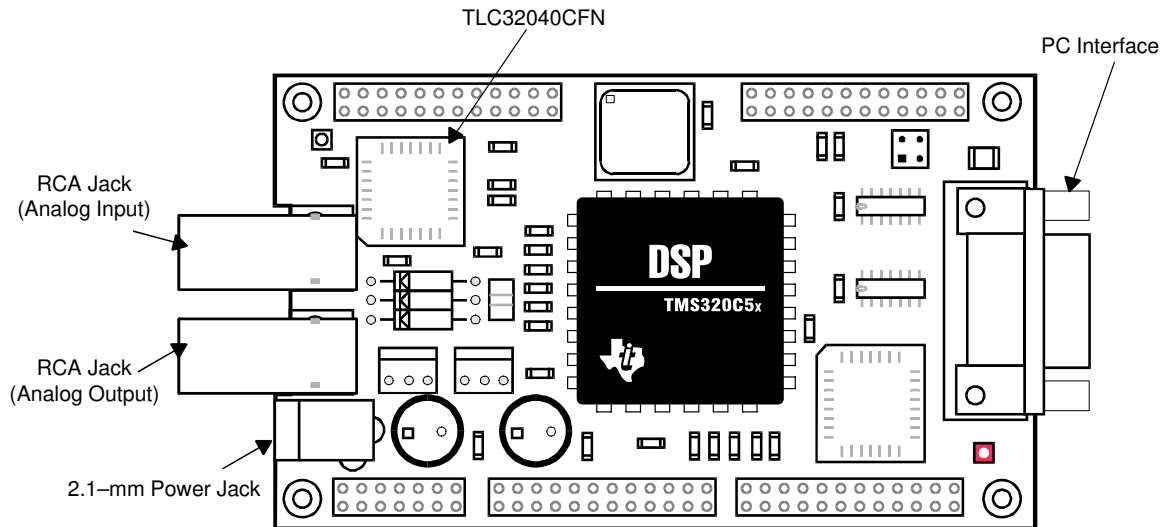 TLC32040CFN
PC Interface
RCA Jack
(Analog Input)
DSP
TMS320C5x
RCA Jack
(Analog Output)
2.1–mm Power Jack